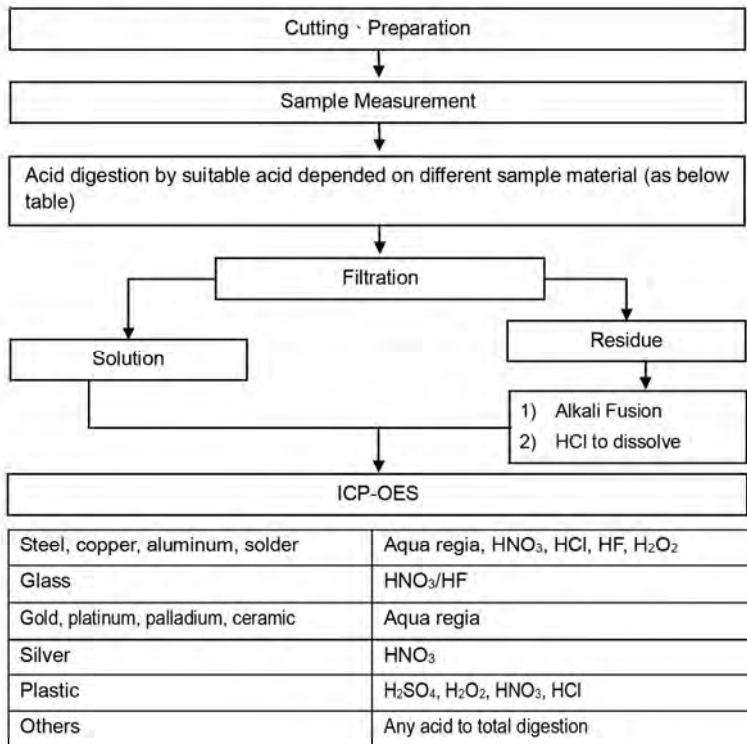 Cutting、Preparation
Sample Measurement
Acid digestion by suitable acid depended on different sample material (as below
table)
Filtration
Solution
Residue
1) Alkali Fusion
2) HCl to dissolve
ICP-OES
Steel, copper, aluminum, solder Aqua regia, HNO₃, HCl, HF, H₂O₂
Glass HNO₃/HF
Gold, platinum, palladium, ceramic Aqua regia
Silver HNO₃
Plastic H₂SO₄, H₂O₂, HNO₃, HCl
Others Any acid to total digestion